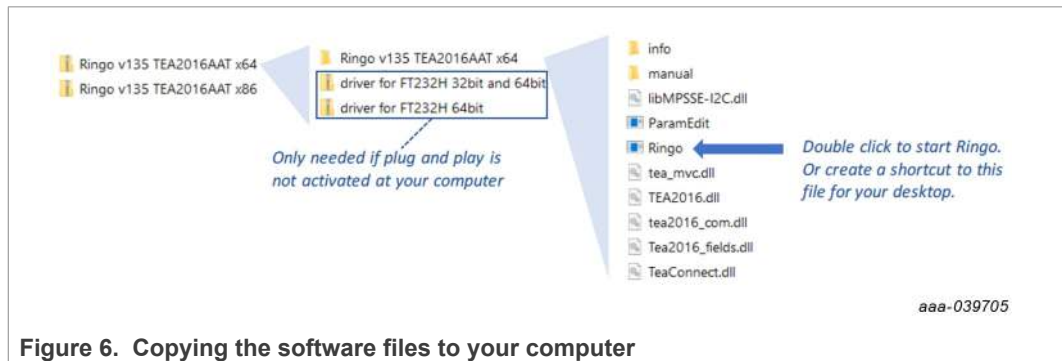 Ringo v135 TEA2016AAT x64
Ringo v135 TEA2016AAT x86
Ringo v135 TEA2016AAT x64
driver for FT232H 32bit and 64bit
driver for FT232H 64bit
Only needed if plug and play is
not activated at your computer
info
manual
libMPSSE-I2C.dll
ParamEdit
Ringo
tea_mvc.dll
TEA2016.dll
tea2016_com.dll
Tea2016_fields.dll
TeaConnect.dll
Double click to start Ringo.
Or create a shortcut to this
file for your desktop.
aaa-039705
Figure 6. Copying the software files to your computer